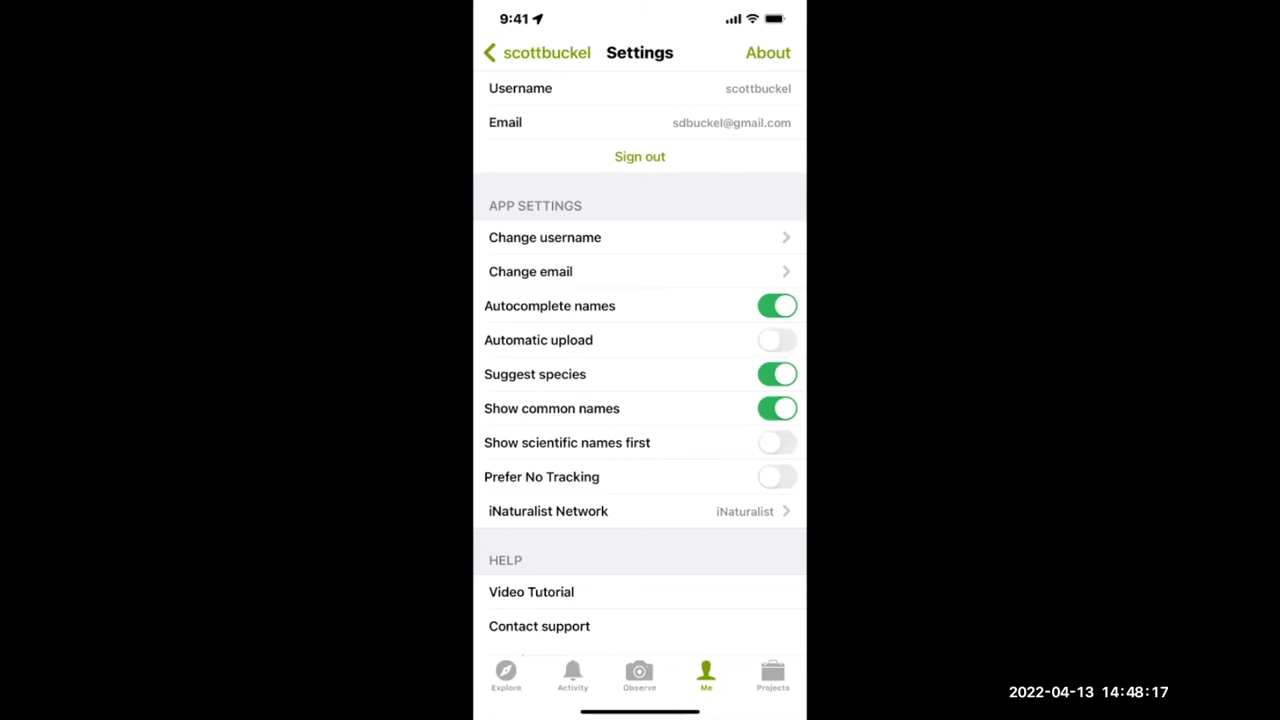 9:41
scottbuckel Settings About
Username scottbuckel
Email sdbuckel@gmail.com
Sign out
APP SETTINGS
Change username
Change email
Autocomplete names
Automatic upload
Suggest species
Show common names
Show scientific names first
Prefer No Tracking
iNaturalist Network iNaturalist
HELP
Video Tutorial
Contact support
Explore Activity Observe Me Projects
2022-04-13 14:48:17